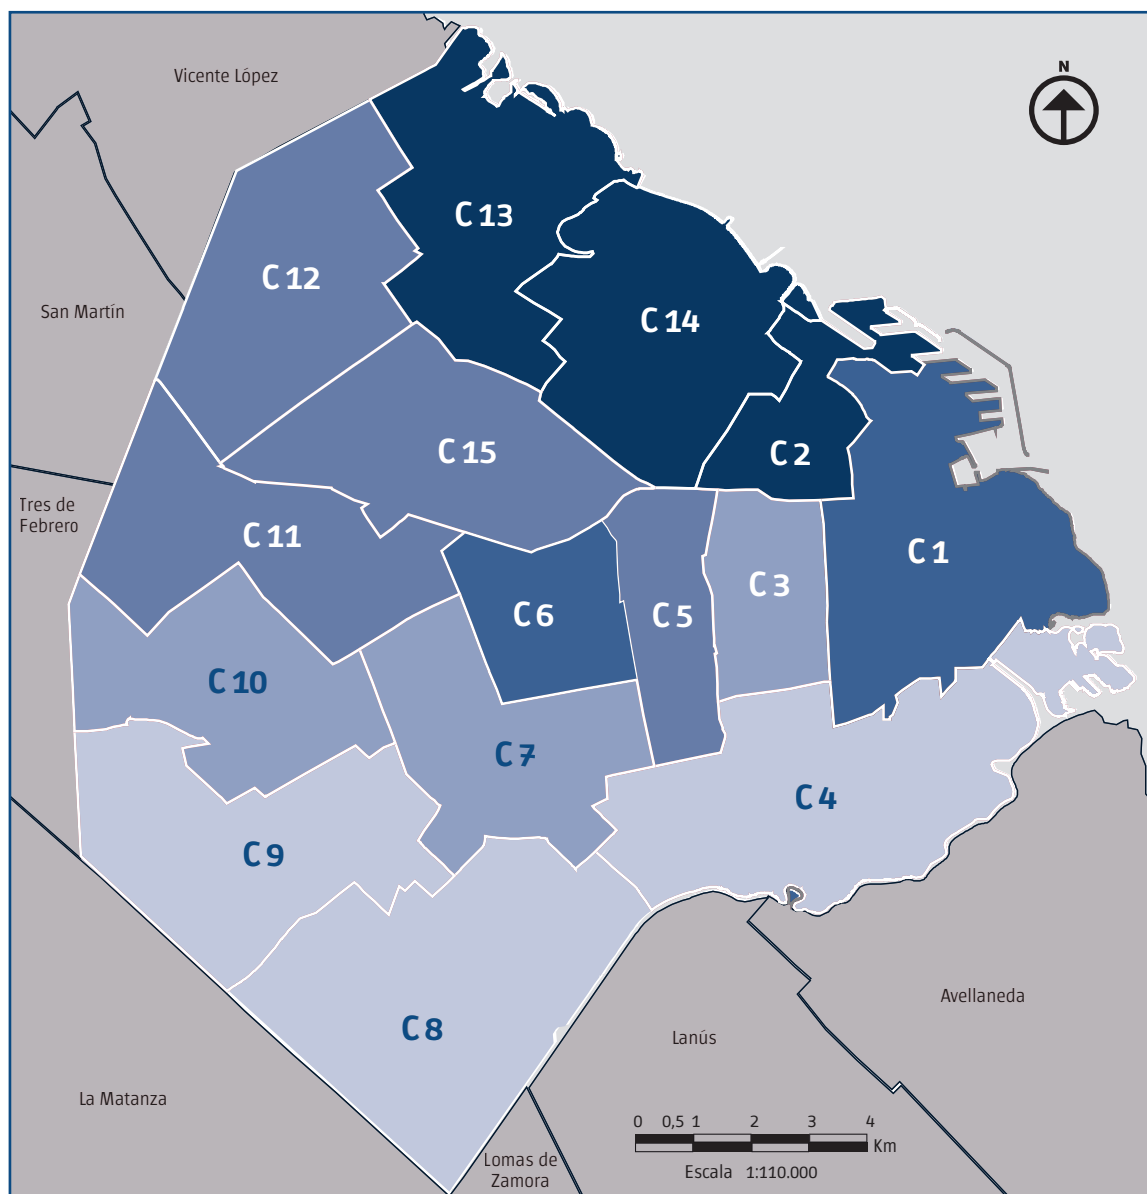 N
Vicente López
C 13
C 12
San Martín
C 14
C 15
C 2
Tres de
Febrero
C 11
C 1
C 3
C 6
C 5
C 10
C 7
C 4
C 9
Avellaneda
C 8
Lanús
La Matanza
0 0,5 1 2 3 4
Km
Lomas de
Zamora
Escala 1:110.000